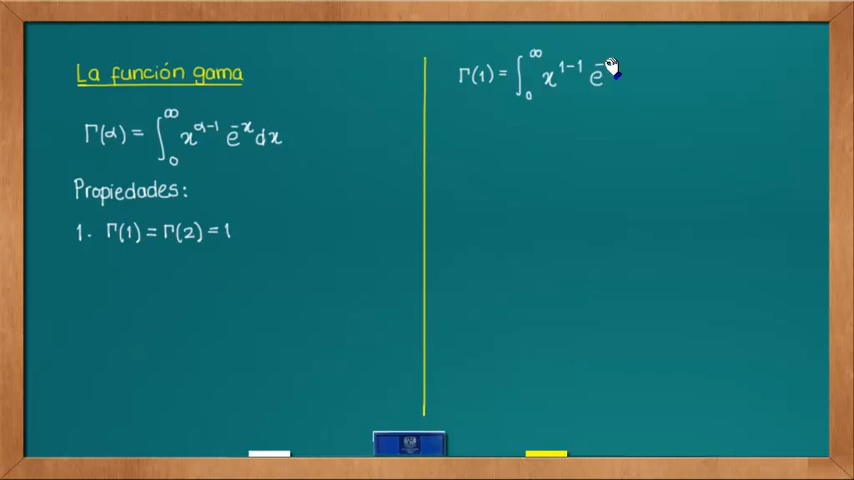 La función gama
Γ(α) = ∫₀^∞ x^(α-1) e^(-x) dx
Propiedades:
1. Γ(1) = Γ(2) = 1
Γ(1) = ∫₀^∞ x^(1-1) e^-